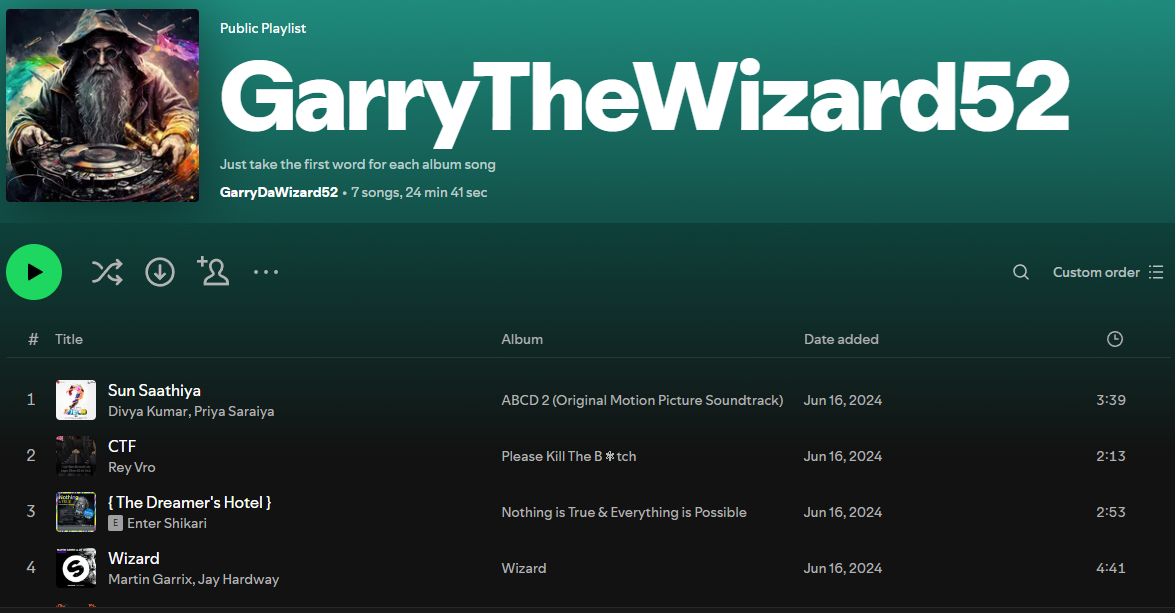 Public Playlist
GarryTheWizard52
Just take the first word for each album song
GarryDaWizard52 • 7 songs, 24 min 41 sec
Custom order
# Title Album Date added
1 Sun Saathiya ABCD 2 (Original Motion Picture Soundtrack) Jun 16, 2024 3:39
Divya Kumar, Priya Saraiya
2 CTF Please Kill The B✾tch Jun 16, 2024 2:13
Rey Vro
3 { The Dreamer's Hotel } Nothing is True & Everything is Possible Jun 16, 2024 2:53
E Enter Shikari
4 Wizard Wizard Jun 16, 2024 4:41
Martin Garrix, Jay Hardway